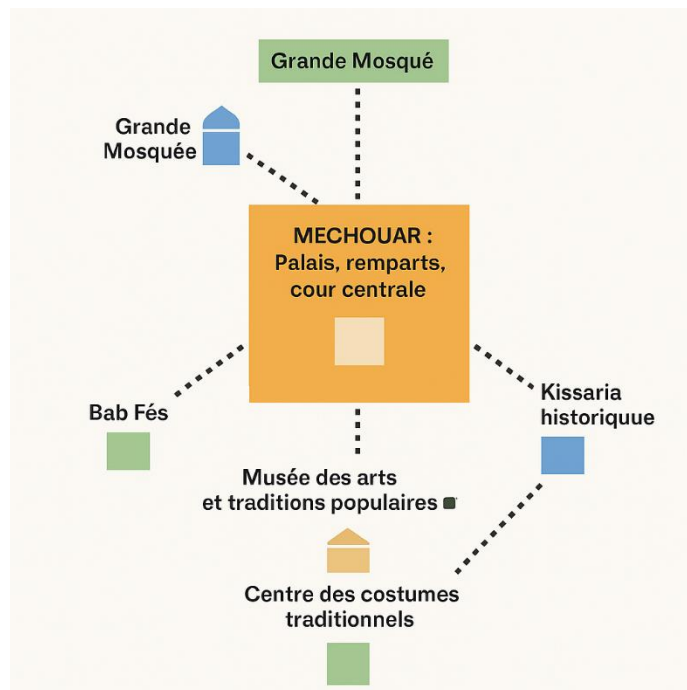 Grande Mosqué
Grande
Mosquée
MECHOUAR :
Palais, remparts,
cour centrale
Bab Fés
Kissaria
historiquue
Musée des arts
et traditions populaires
Centre des costumes
traditionnels